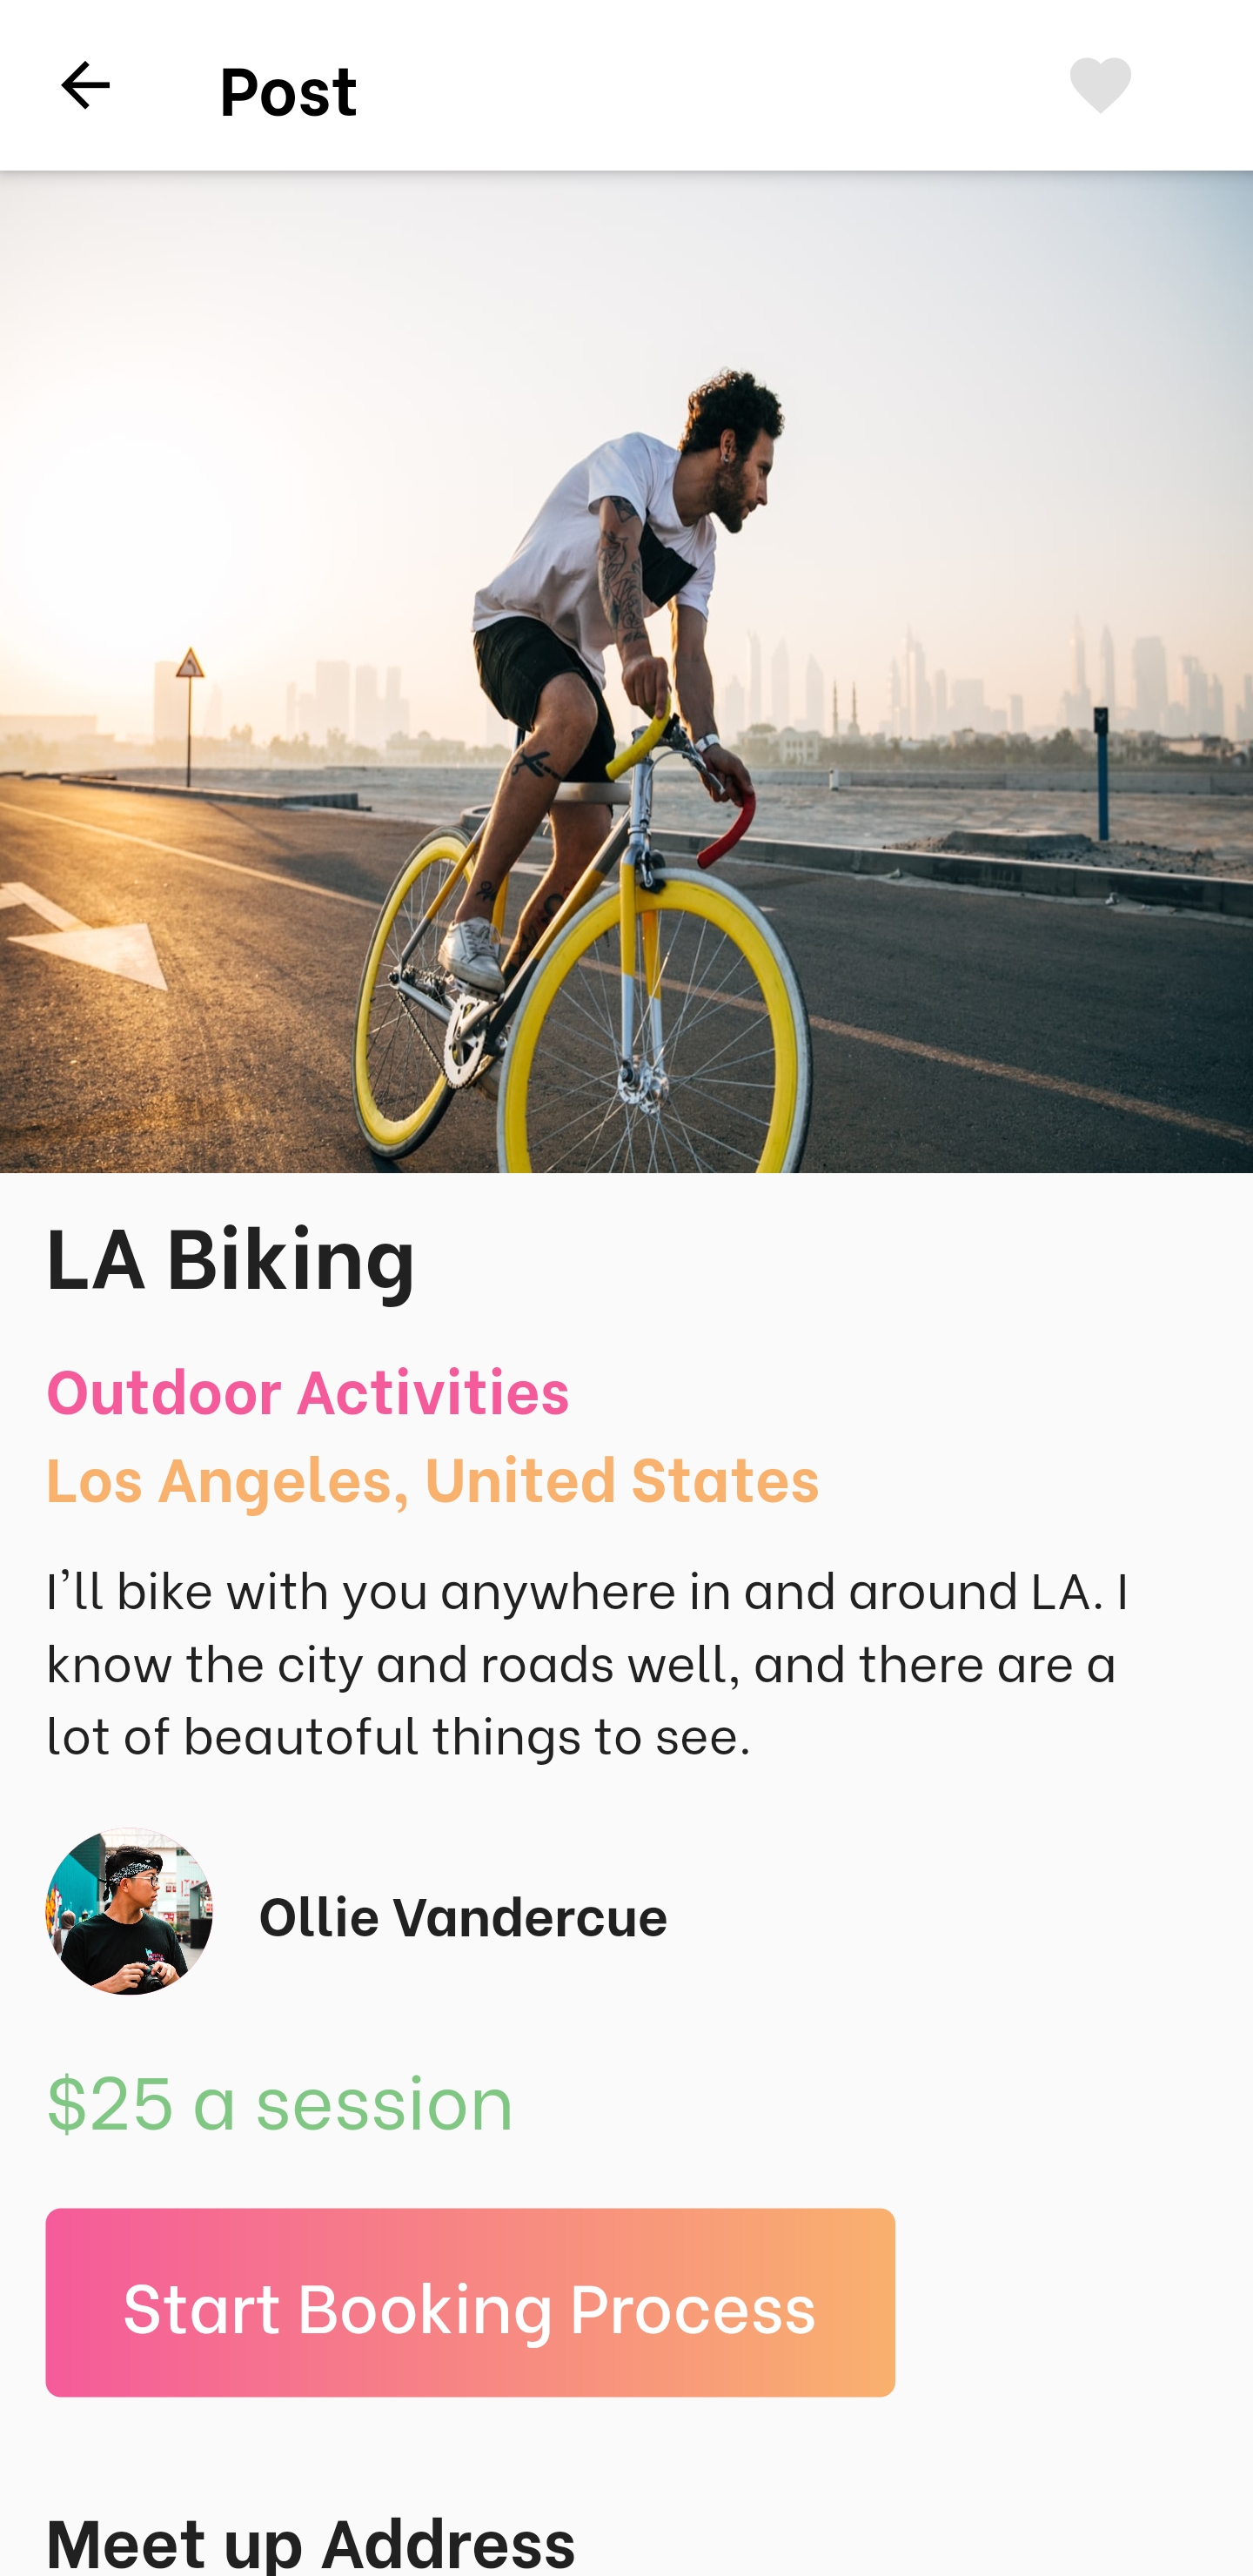 Post
LA Biking
Outdoor Activities
Los Angeles, United States
I'll bike with you anywhere in and around LA. I
know the city and roads well, and there are a
lot of beautoful things to see.
Ollie Vandercue
$25 a session
Start Booking Process
Meet up Address